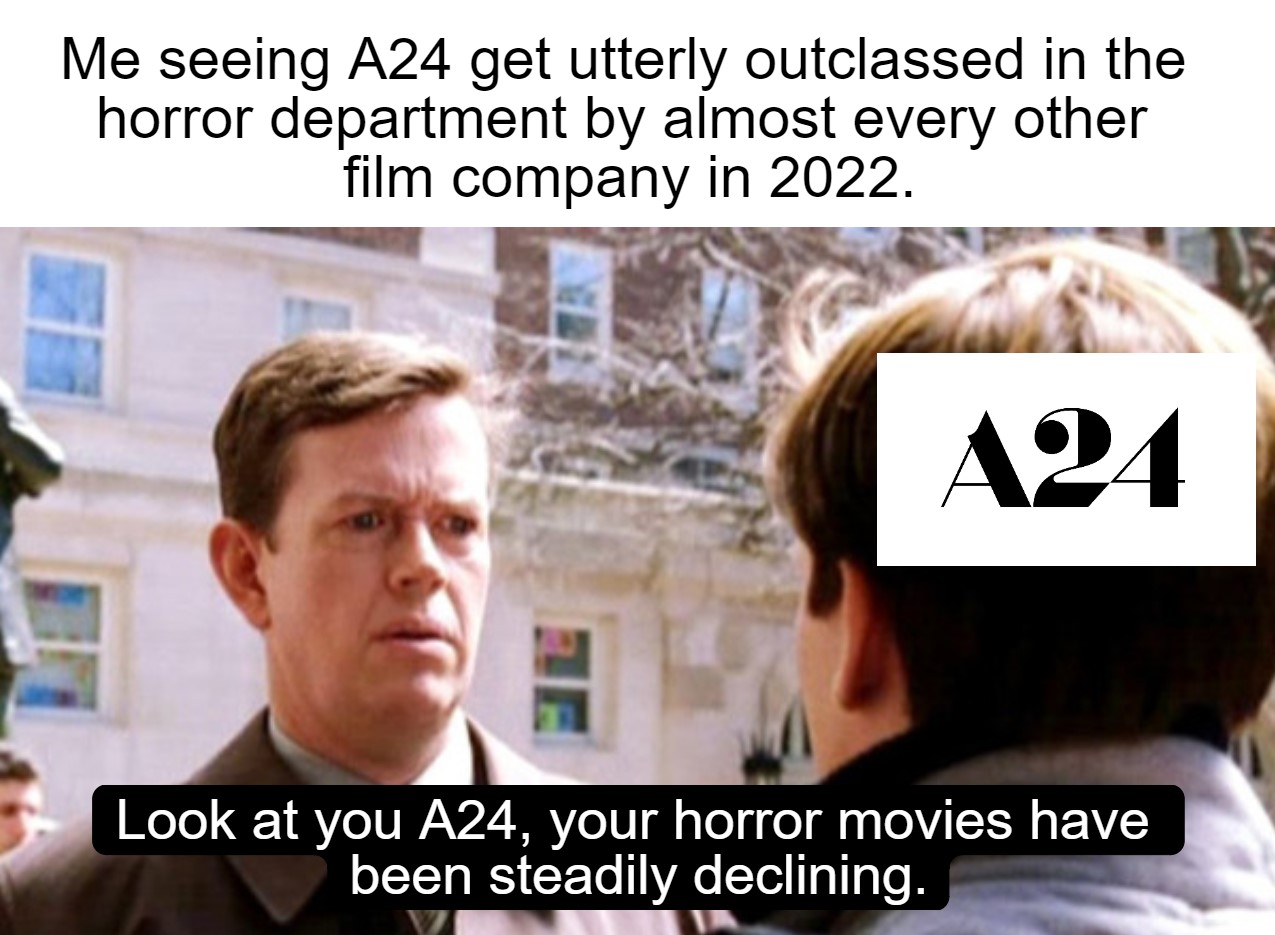 Me seeing A24 get utterly outclassed in the
horror department by almost every other
film company in 2022.
A24
Look at you A24, your horror movies have
been steadily declining.